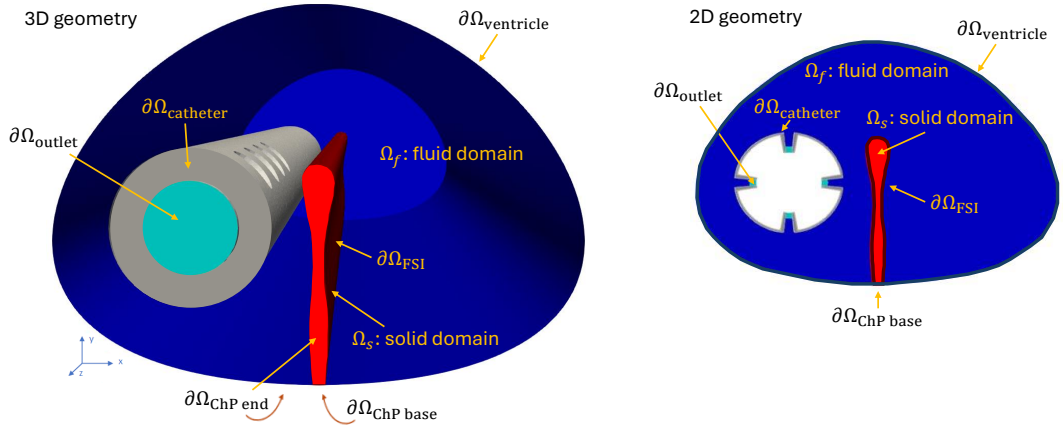 3D geometry
∂Ω_ventricle
∂Ω_catheter
∂Ω_outlet
Ω_f: fluid domain
∂Ω_FSI
Ω_s: solid domain
y
x
z
∂Ω_ChP end
∂Ω_ChP base
2D geometry
∂Ω_ventricle
Ω_f: fluid domain
∂Ω_outlet
∂Ω_catheter
Ω_s: solid domain
∂Ω_FSI
∂Ω_ChP base